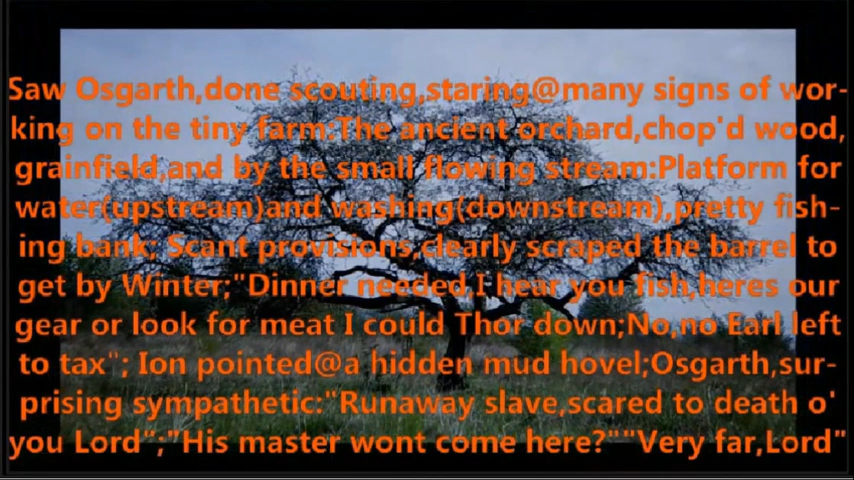 Saw Osgarth,done scouting,staring@many signs of wor-
king on the tiny farm:The ancient orchard,chop'd wood,
grainfield,and by the small flowing stream:Platform for
water(upstream)and washing(downstream),pretty fish-
ing bank; Scant provisions,clearly scraped the barrel to
get by Winter;"Dinner needed,I hear you fish,heres our
gear or look for meat I could Thor down;No,no Earl left
to tax"; Ion pointed@a hidden mud hovel;Osgarth,sur-
prising sympathetic:"Runaway slave,scared to death o'
you Lord";"His master wont come here?""Very far,Lord"